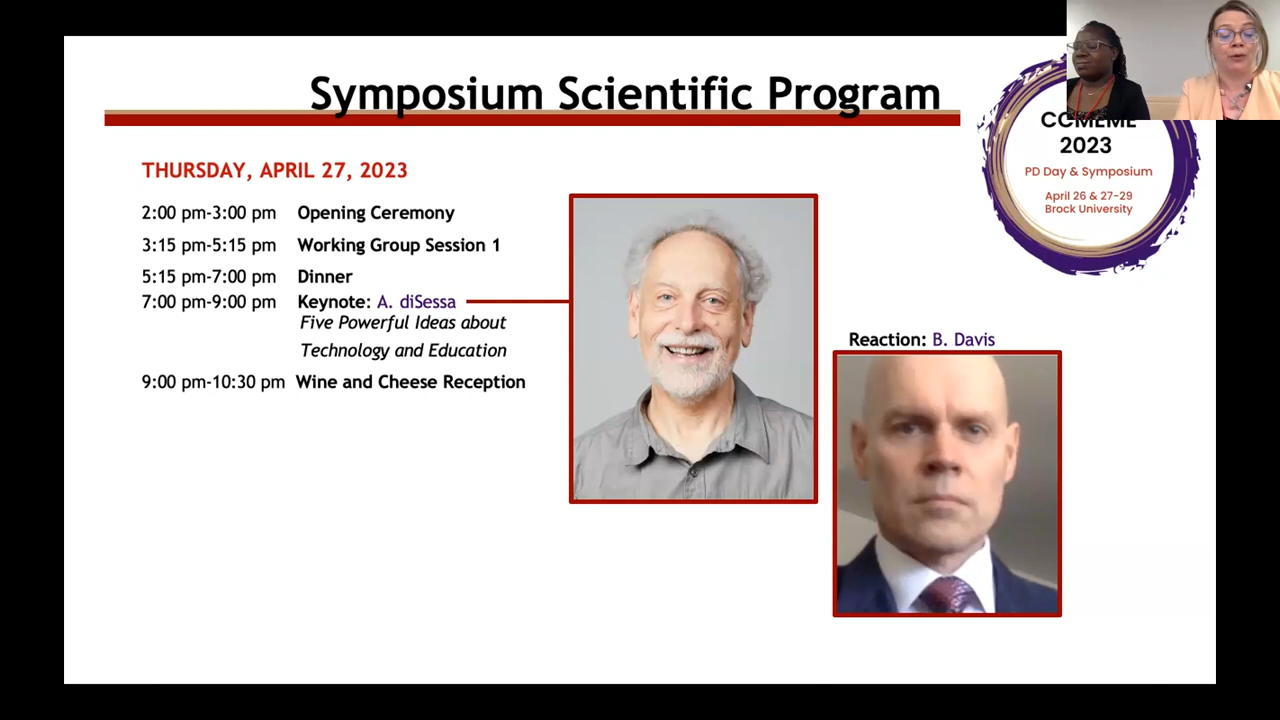 Symposium Scientific Program
CCMEME
2023
PD Day & Symposium
April 26 & 27-29
Brock University
THURSDAY, APRIL 27, 2023
2:00 pm-3:00 pm Opening Ceremony
3:15 pm-5:15 pm Working Group Session 1
5:15 pm-7:00 pm Dinner
7:00 pm-9:00 pm Keynote: A. diSessa
Five Powerful Ideas about
Technology and Education
9:00 pm-10:30 pm Wine and Cheese Reception
Reaction: B. Davis